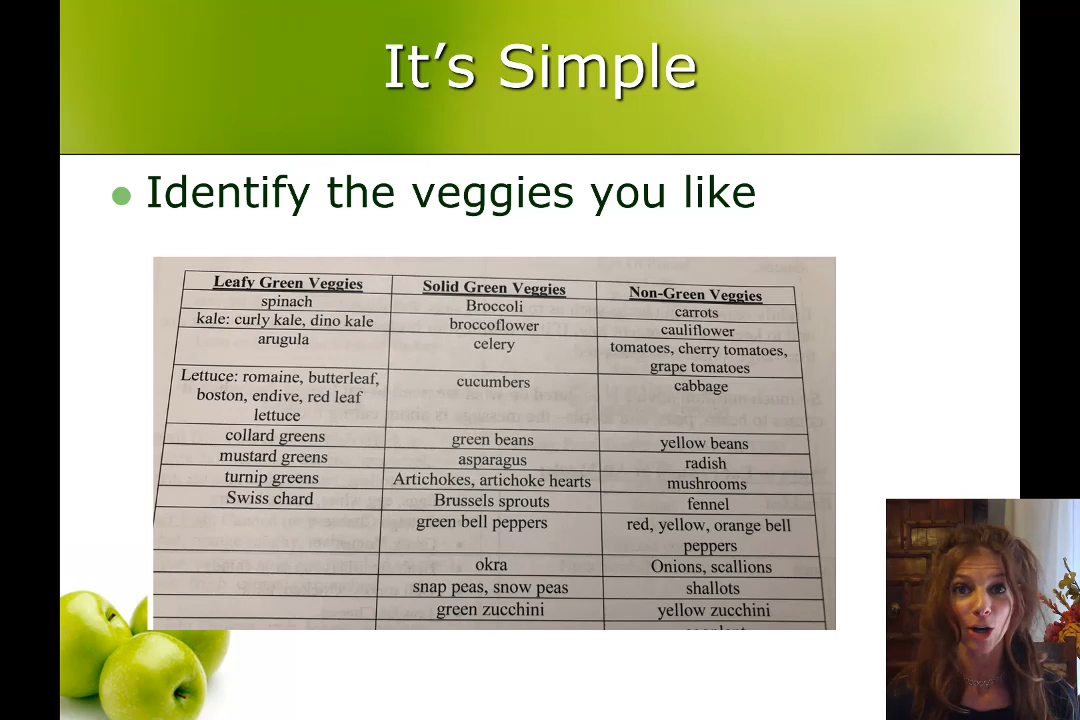 It's Simple
Identify the veggies you like
Leafy Green Veggies Solid Green Veggies Non-Green Veggies
spinach Broccoli carrots
kale: curly kale, dino kale broccoflower cauliflower
arugula celery tomatoes, cherry tomatoes,
grape tomatoes
Lettuce: romaine, butterleaf, cucumbers cabbage
boston, endive, red leaf
lettuce
collard greens green beans yellow beans
mustard greens asparagus radish
turnip greens Artichokes, artichoke hearts mushrooms
Swiss chard Brussels sprouts fennel
green bell peppers red, yellow, orange bell
peppers
okra Onions, scallions
snap peas, snow peas shallots
green zucchini yellow zucchini